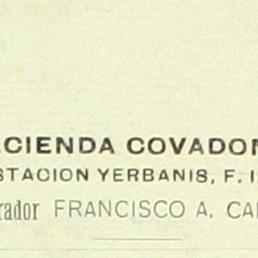 CIENDA COVADON
STACION YERBANIS, F. I
rador FRANCISCO A. CA